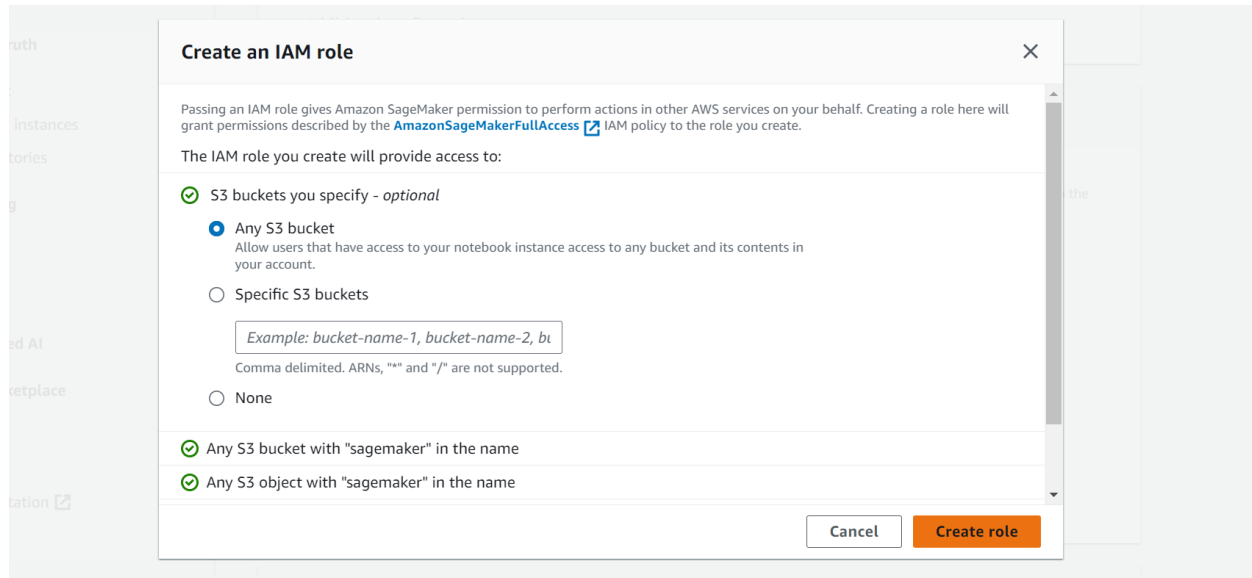 Create an IAM role
Passing an IAM role gives Amazon SageMaker permission to perform actions in other AWS services on your behalf. Creating a role here will
grant permissions described by the AmazonSageMakerFullAccess IAM policy to the role you create.
The IAM role you create will provide access to:
S3 buckets you specify - optional
Any S3 bucket
Allow users that have access to your notebook instance access to any bucket and its contents in
your account.
Specific S3 buckets
Example: bucket-name-1, bucket-name-2, bu
Comma delimited. ARNs, "*" and "/" are not supported.
None
Any S3 bucket with "sagemaker" in the name
Any S3 object with "sagemaker" in the name
Cancel
Create role
ruth
instances
tories
g
ed AI
ketplace
tation
the